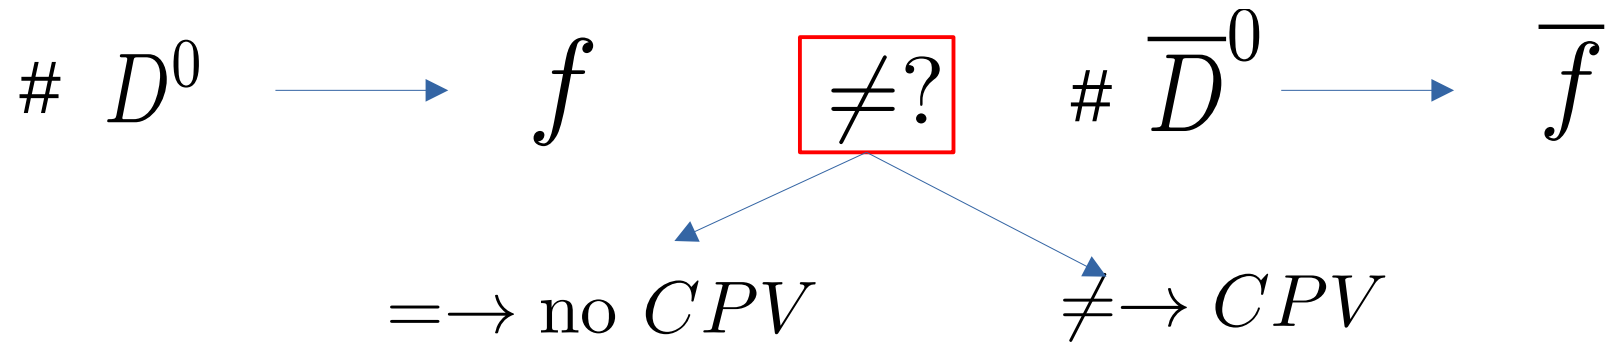 # D⁰ → f ≠? # D̅⁰ → f̅
=→ no CPV ≠→ CPV